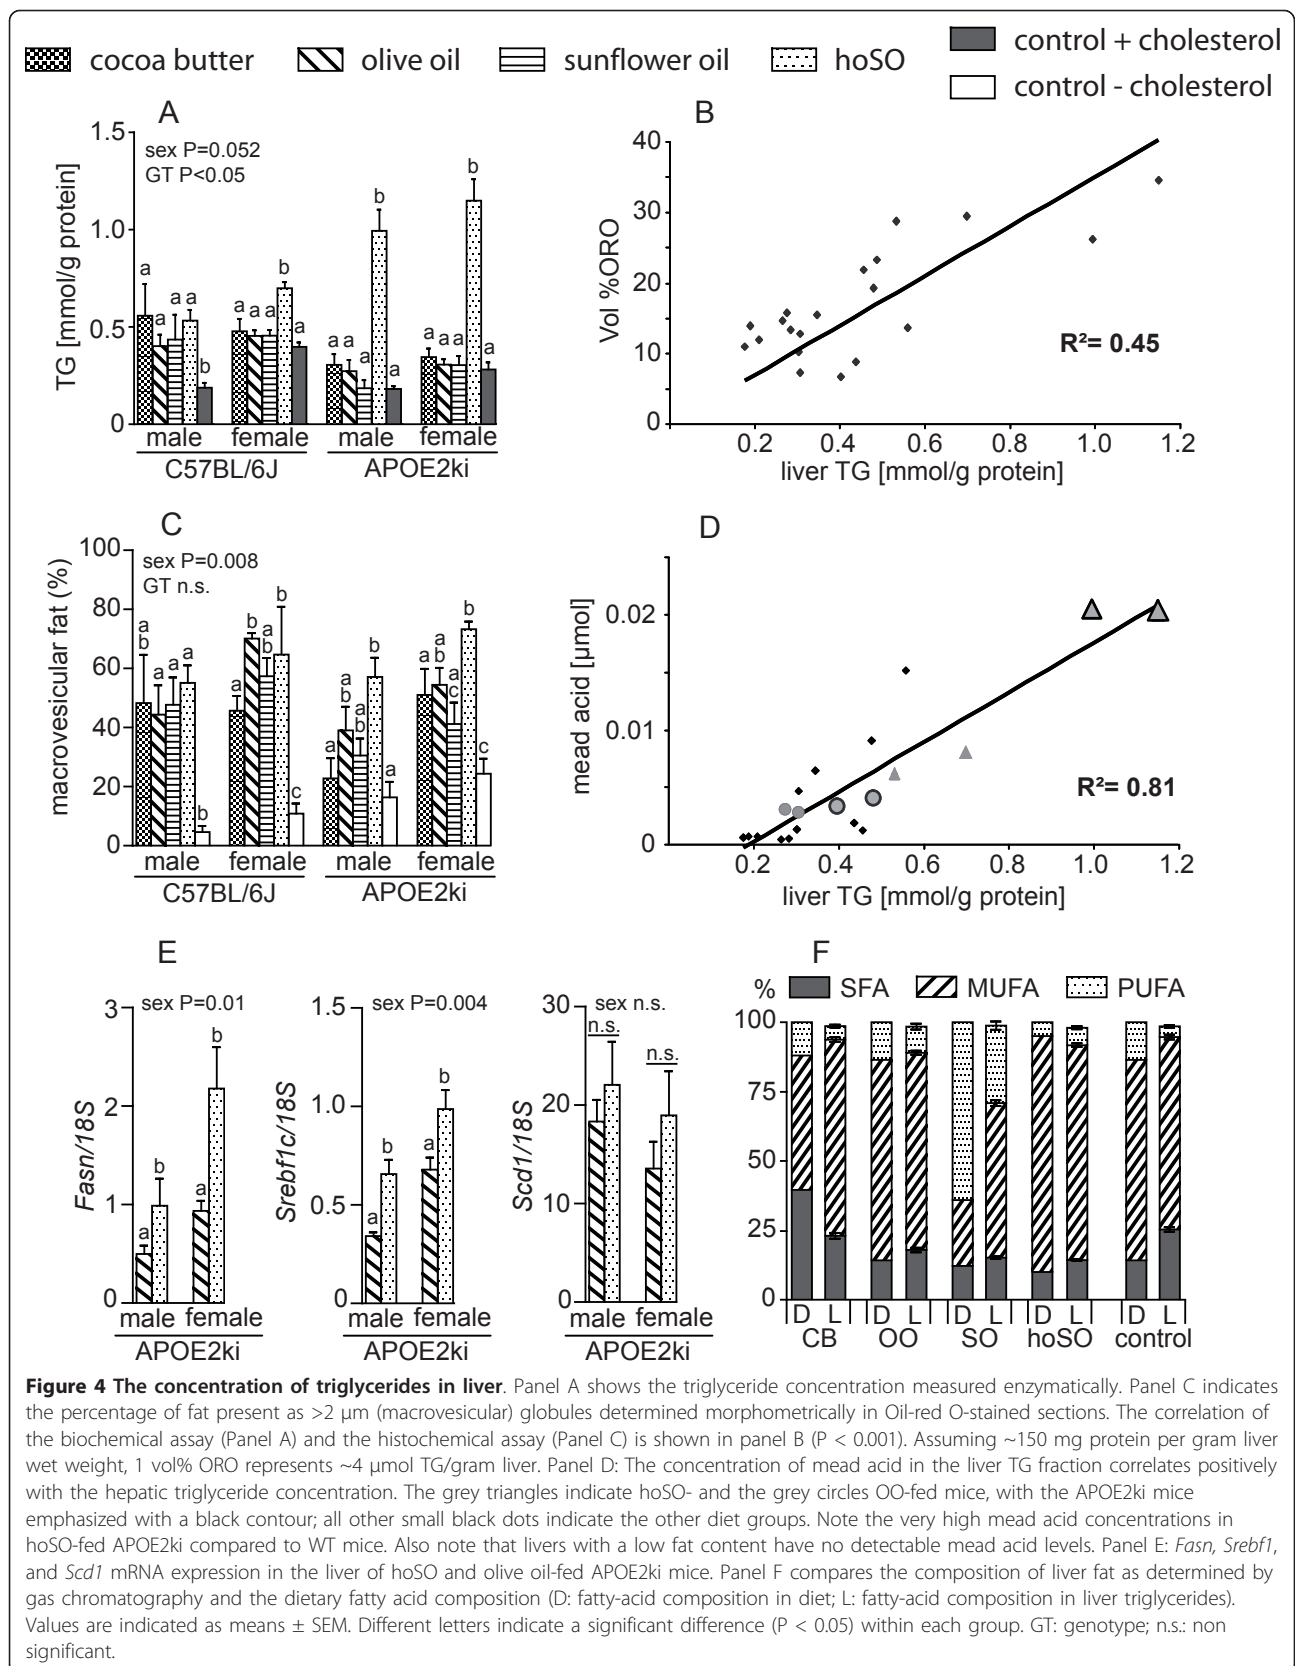 cocoa butter olive oil sunflower oil hoSO control + cholesterol
control - cholesterol
A
TG [mmol/g protein]
1.5
1.0
0.5
0
sex P=0.052
GT P<0.05
a a a a b
a a a b a
a a a b a
a a a b a
male female male female
C57BL/6J APOE2ki
B
Vol %ORO
40
30
20
10
0
R²= 0.45
0.2 0.4 0.6 0.8 1.0 1.2
liver TG [mmol/g protein]
C
macrovesicular fat (%)
100
80
60
40
20
0
sex P=0.008
GT n.s.
a b a a a b
a b a b b c
a a b a b b a
a a b a c b c
male female male female
C57BL/6J APOE2ki
D
mead acid [µmol]
0.02
0.01
0
R²= 0.81
0.2 0.4 0.6 0.8 1.0 1.2
liver TG [mmol/g protein]
E
Fasn/18S
3
2
1
0
sex P=0.01
a b a b
male female
APOE2ki
Srebf1c/18S
1.5
1.0
0.5
0
sex P=0.004
a b a b
male female
APOE2ki
Scd1/18S
30
20
10
0
sex n.s.
n.s. n.s.
male female
APOE2ki
F
% SFA MUFA PUFA
100
75
50
25
0
D L D L D L D L D L
CB OO SO hoSO control
Figure 4 The concentration of triglycerides in liver. Panel A shows the triglyceride concentration measured enzymatically. Panel C indicates
the percentage of fat present as >2 µm (macrovesicular) globules determined morphometrically in Oil-red O-stained sections. The correlation of
the biochemical assay (Panel A) and the histochemical assay (Panel C) is shown in panel B (P < 0.001). Assuming ~150 mg protein per gram liver
wet weight, 1 vol% ORO represents ~4 µmol TG/gram liver. Panel D: The concentration of mead acid in the liver TG fraction correlates positively
with the hepatic triglyceride concentration. The grey triangles indicate hoSO- and the grey circles OO-fed mice, with the APOE2ki mice
emphasized with a black contour; all other small black dots indicate the other diet groups. Note the very high mead acid concentrations in
hoSO-fed APOE2ki compared to WT mice. Also note that livers with a low fat content have no detectable mead acid levels. Panel E: Fasn, Srebf1,
and Scd1 mRNA expression in the liver of hoSO and olive oil-fed APOE2ki mice. Panel F compares the composition of liver fat as determined by
gas chromatography and the dietary fatty acid composition (D: fatty-acid composition in diet; L: fatty-acid composition in liver triglycerides).
Values are indicated as means ± SEM. Different letters indicate a significant difference (P < 0.05) within each group. GT: genotype; n.s.: non
significant.